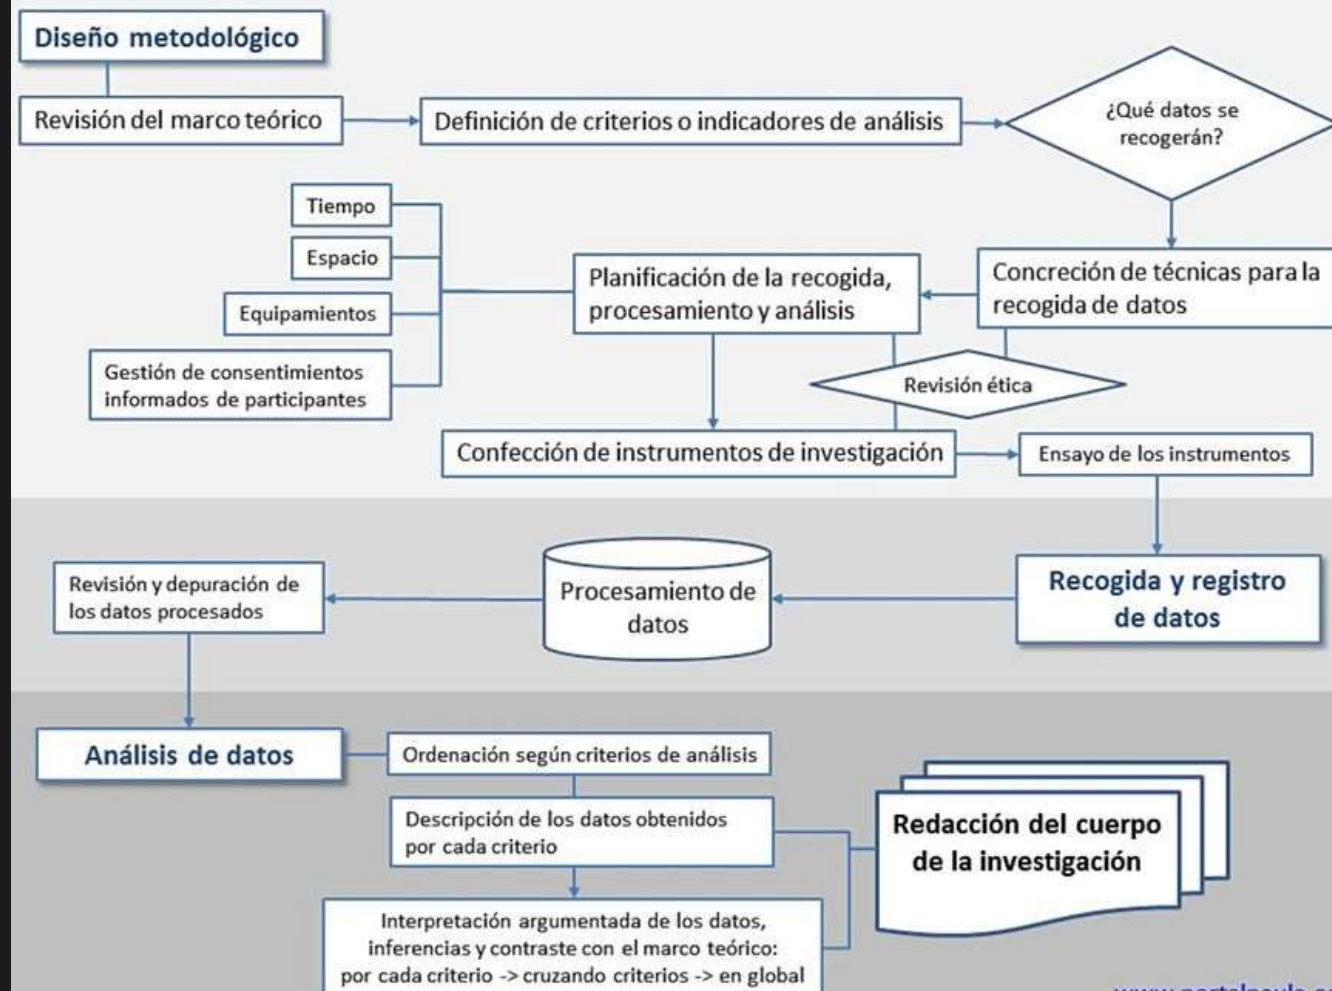 Diseño metodológico
Revisión del marco teórico
Definición de criterios o indicadores de análisis
¿Qué datos se
recogerán?
Tiempo
Espacio
Equipamientos
Gestión de consentimientos
informados de participantes
Planificación de la recogida,
procesamiento y análisis
Concreción de técnicas para la
recogida de datos
Revisión ética
Confección de instrumentos de investigación
Ensayo de los instrumentos
Recogida y registro
de datos
Procesamiento de
datos
Revisión y depuración de
los datos procesados
Análisis de datos
Ordenación según criterios de análisis
Descripción de los datos obtenidos
por cada criterio
Interpretación argumentada de los datos,
inferencias y contraste con el marco teórico:
por cada criterio -> cruzando criterios -> en global
Redacción del cuerpo
de la investigación